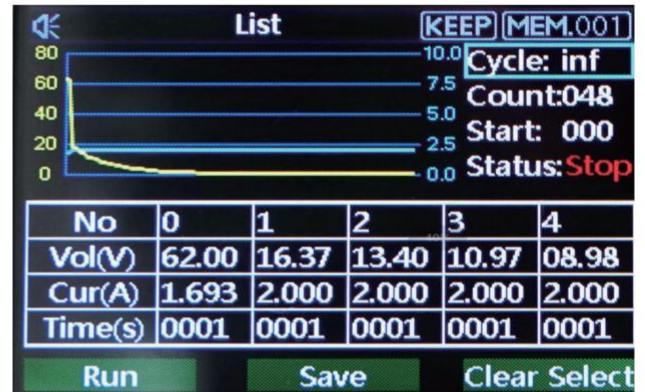 List KEEP MEM.001
80 10.0 Cycle: inf
60 7.5 Count:048
40 5.0 Start: 000
20 2.5 Status:Stop
0 0.0
No 0 1 2 3 4
Vol(V) 62.00 16.37 13.40 10.97 08.98
Cur(A) 1.693 2.000 2.000 2.000 2.000
Time(s) 0001 0001 0001 0001 0001
Run Save Clear Select